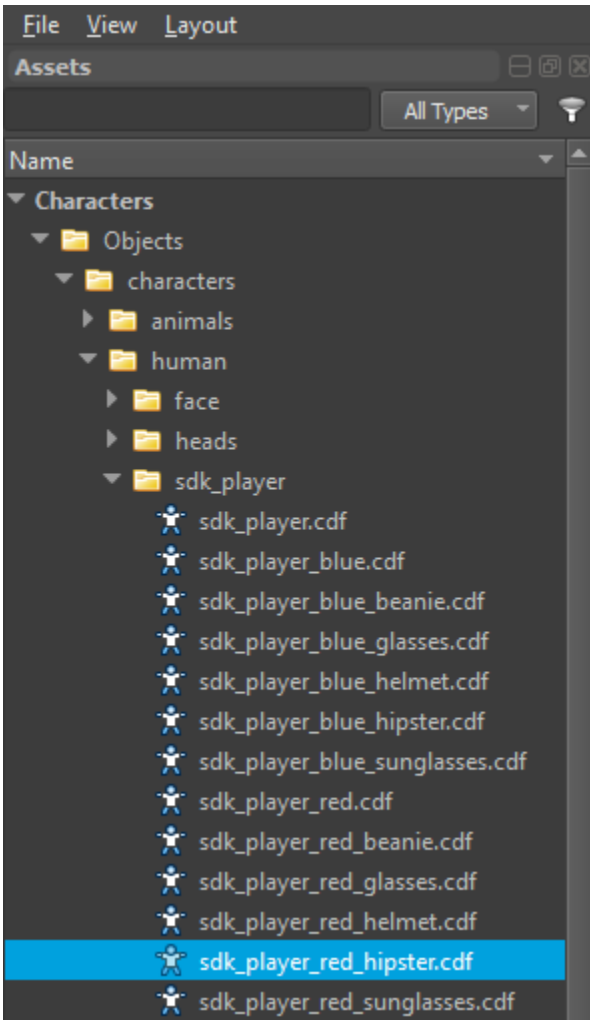 File View Layout
Assets
All Types
Name
Characters
Objects
characters
animals
human
face
heads
sdk_player
sdk_player.cdf
sdk_player_blue.cdf
sdk_player_blue_beanie.cdf
sdk_player_blue_glasses.cdf
sdk_player_blue_helmet.cdf
sdk_player_blue_hipster.cdf
sdk_player_blue_sunglasses.cdf
sdk_player_red.cdf
sdk_player_red_beanie.cdf
sdk_player_red_glasses.cdf
sdk_player_red_helmet.cdf
sdk_player_red_hipster.cdf
sdk_player_red_sunglasses.cdf